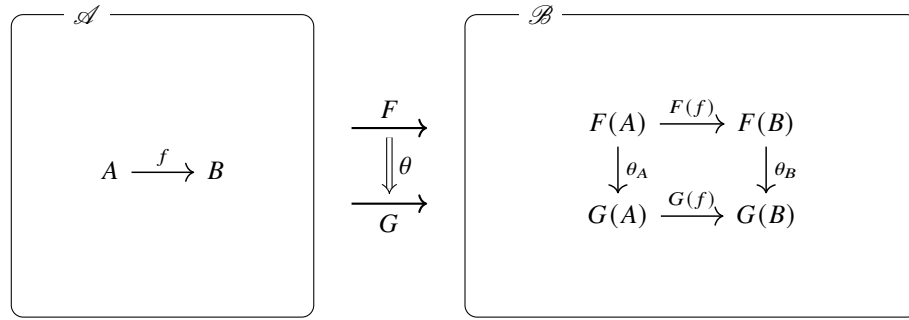 𝒜
ℬ
F
F(A) F(f) F(B)
A f B
θ
θ_A θ_B
G(A) G(f) G(B)
G